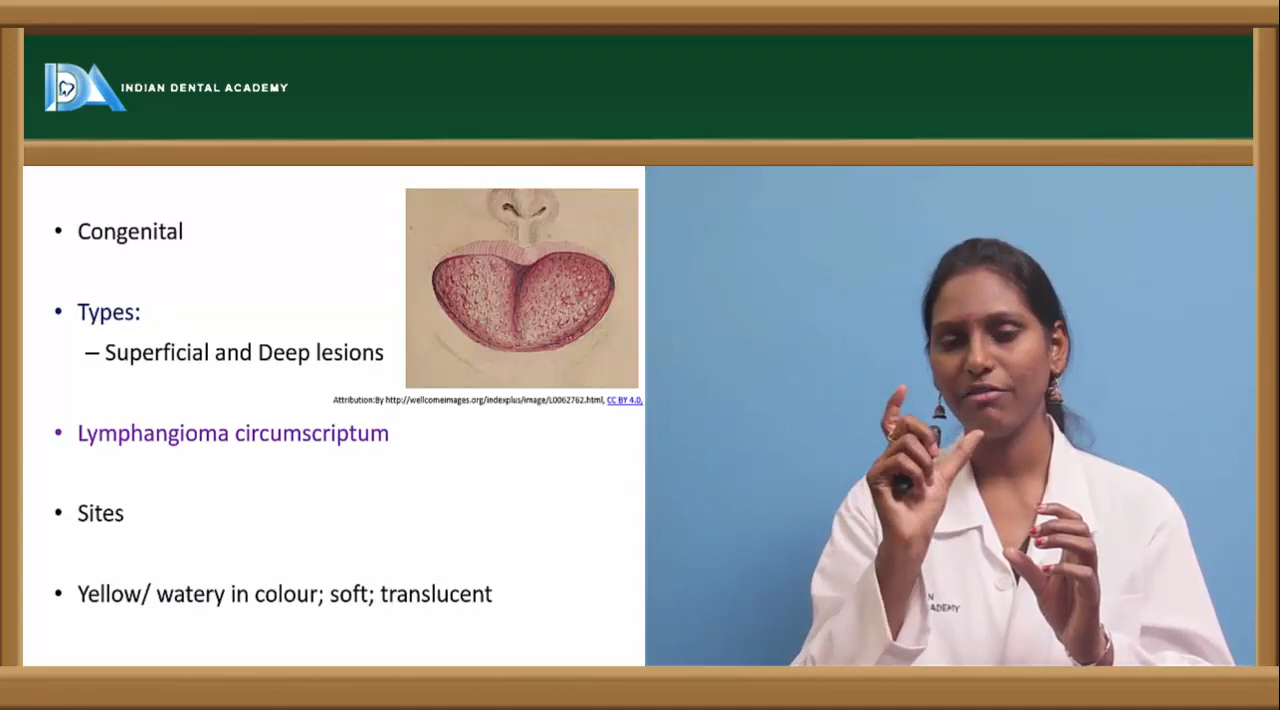 INDIAN DENTAL ACADEMY
• Congenital
• Types:
– Superficial and Deep lesions
Attribution:By http://wellcomeimages.org/indexplus/image/L0062762.html, CC BY 4.0,
• Lymphangioma circumscriptum
• Sites
• Yellow/ watery in colour; soft; translucent
N
ADEMY